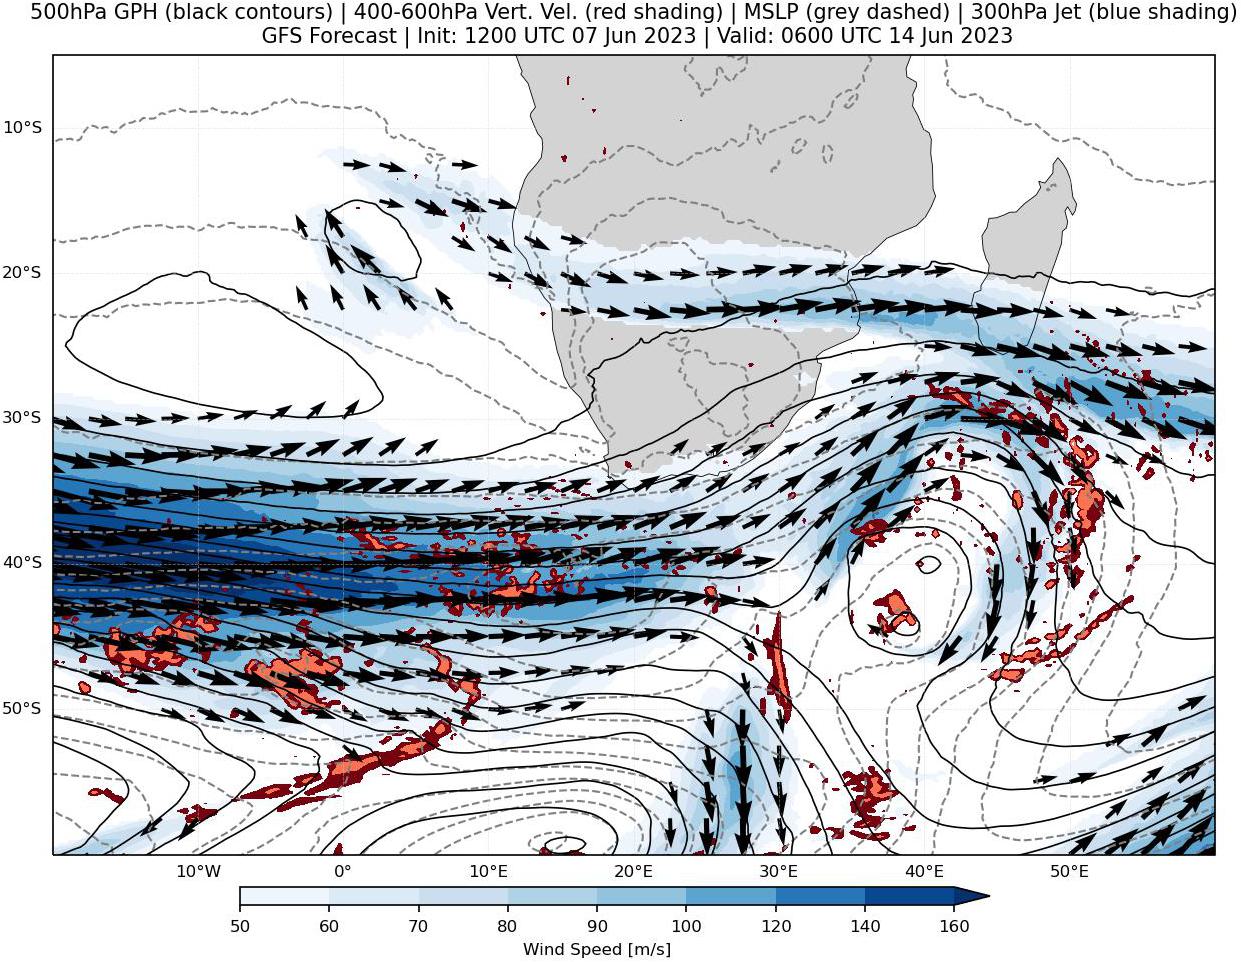 500hPa GPH (black contours) | 400-600hPa Vert. Vel. (red shading) | MSLP (grey dashed) | 300hPa Jet (blue shading)
GFS Forecast | Init: 1200 UTC 07 Jun 2023 | Valid: 0600 UTC 14 Jun 2023
10°S
20°S
30°S
40°S
50°S
10°W 0° 10°E 20°E 30°E 40°E 50°E
50 60 70 80 90 100 120 140 160
Wind Speed [m/s]